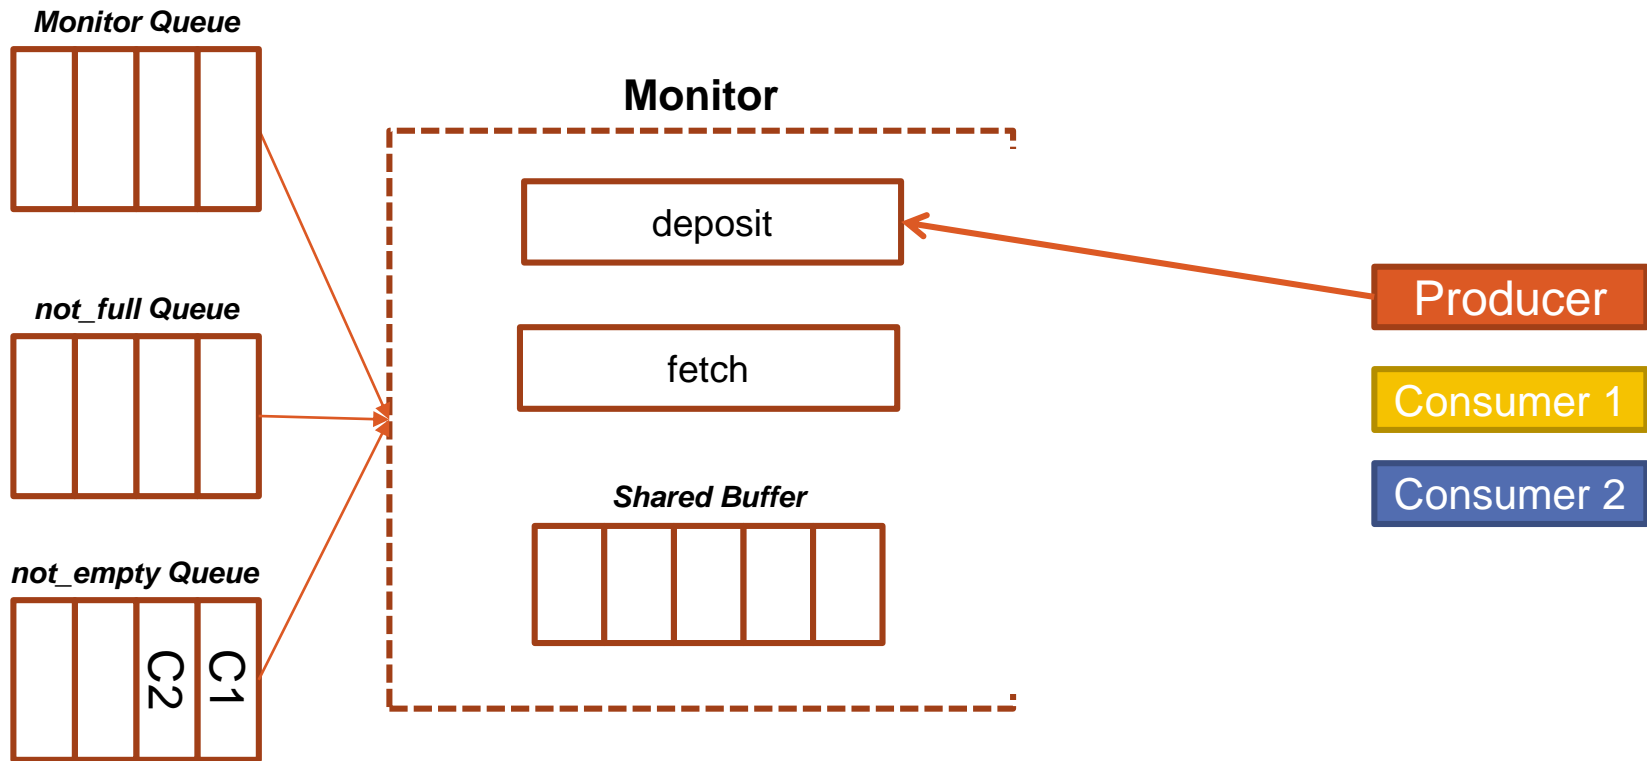 Monitor Queue
Monitor
deposit
Producer
not_full Queue
fetch
Consumer 1
Consumer 2
Shared Buffer
not_empty Queue
C2
C1